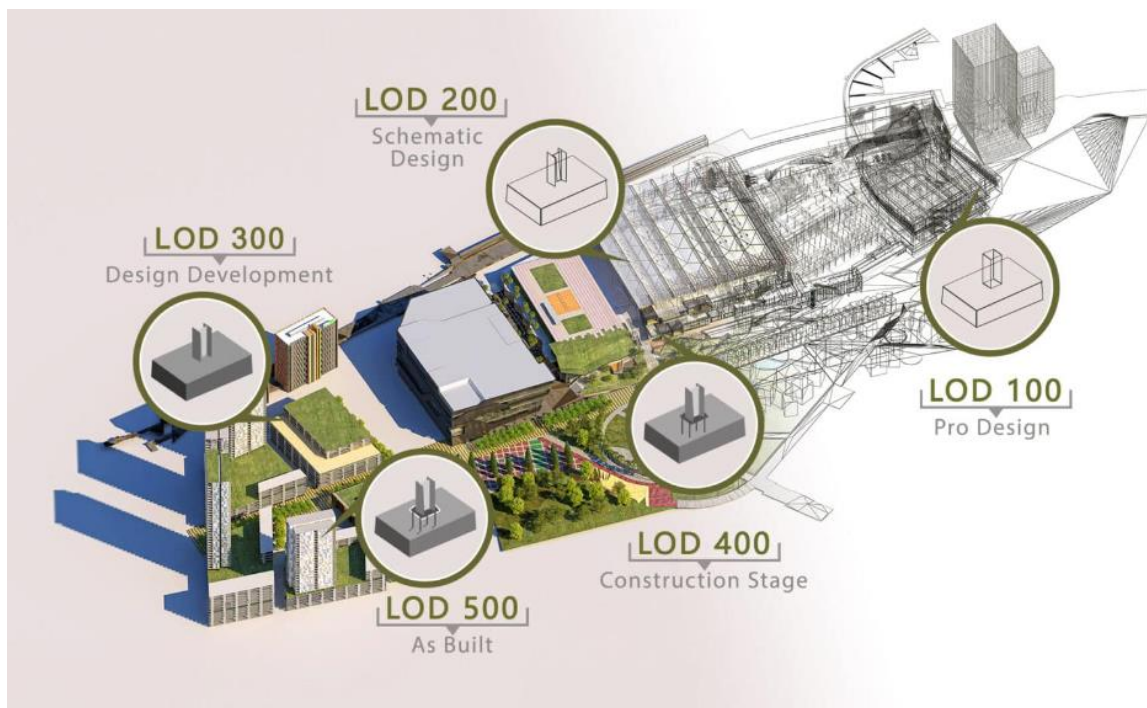 LOD 200
Schematic
Design
LOD 300
Design Development
LOD 100
Pro Design
LOD 400
Construction Stage
LOD 500
As Built